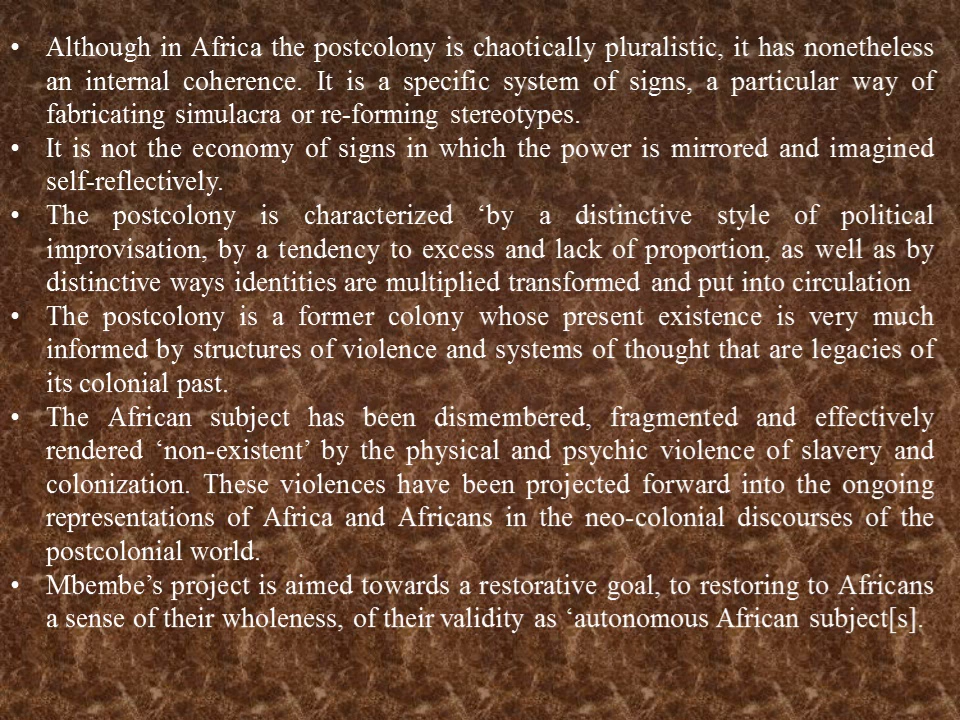 • Although in Africa the postcolony is chaotically pluralistic, it has nonetheless
an internal coherence. It is a specific system of signs, a particular way of
fabricating simulacra or re-forming stereotypes.
• It is not the economy of signs in which the power is mirrored and imagined
self-reflectively.
• The postcolony is characterized ‘by a distinctive style of political
improvisation, by a tendency to excess and lack of proportion, as well as by
distinctive ways identities are multiplied transformed and put into circulation
• The postcolony is a former colony whose present existence is very much
informed by structures of violence and systems of thought that are legacies of
its colonial past.
• The African subject has been dismembered, fragmented and effectively
rendered ‘non-existent’ by the physical and psychic violence of slavery and
colonization. These violences have been projected forward into the ongoing
representations of Africa and Africans in the neo-colonial discourses of the
postcolonial world.
• Mbembe’s project is aimed towards a restorative goal, to restoring to Africans
a sense of their wholeness, of their validity as ‘autonomous African subject[s].